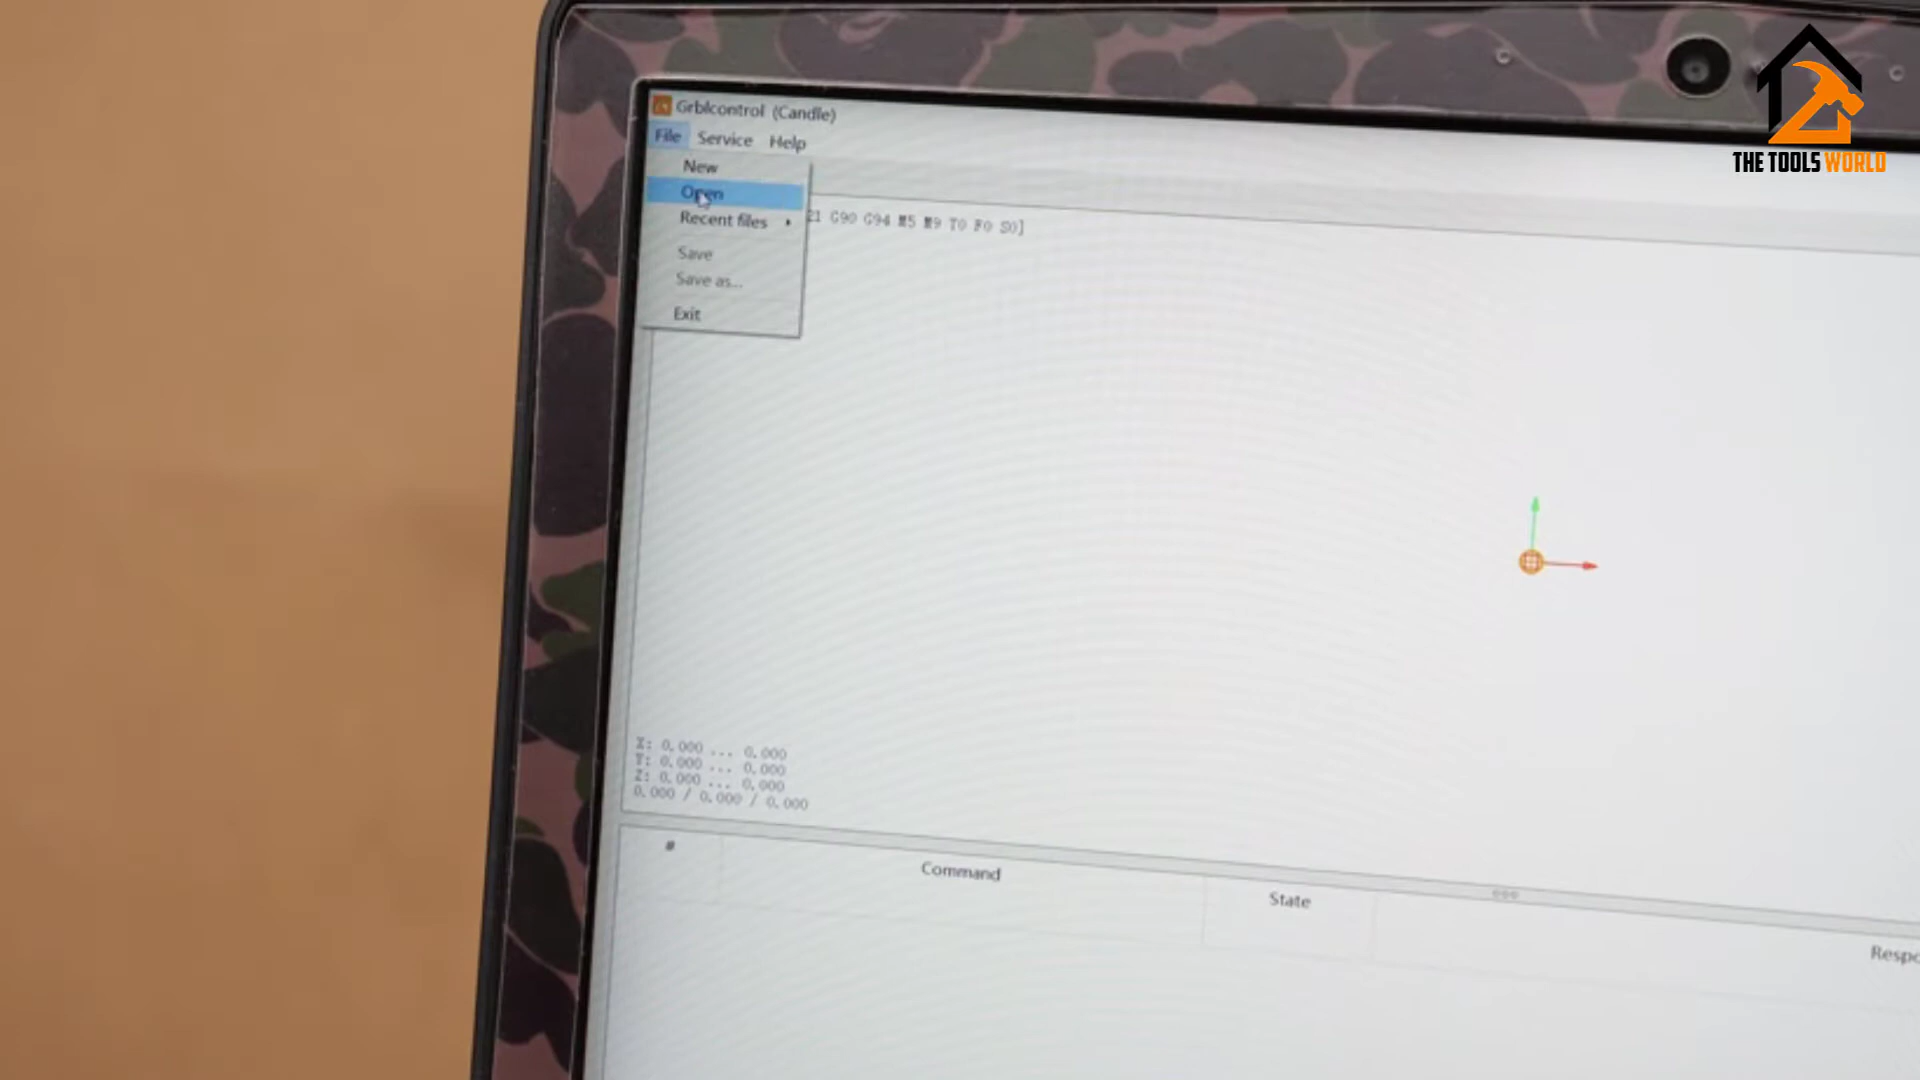 THE TOOLS WORLD
Grblcontrol (Candle)
File Service Help
New
Open
Recent files
Save
Save as...
Exit
21 G90 G94 M5 M9 T0 F0 S0]
X: 0.000 ... 0.000
Y: 0.000 ... 0.000
Z: 0.000 ... 0.000
0.000 / 0.000 / 0.000
# Command State